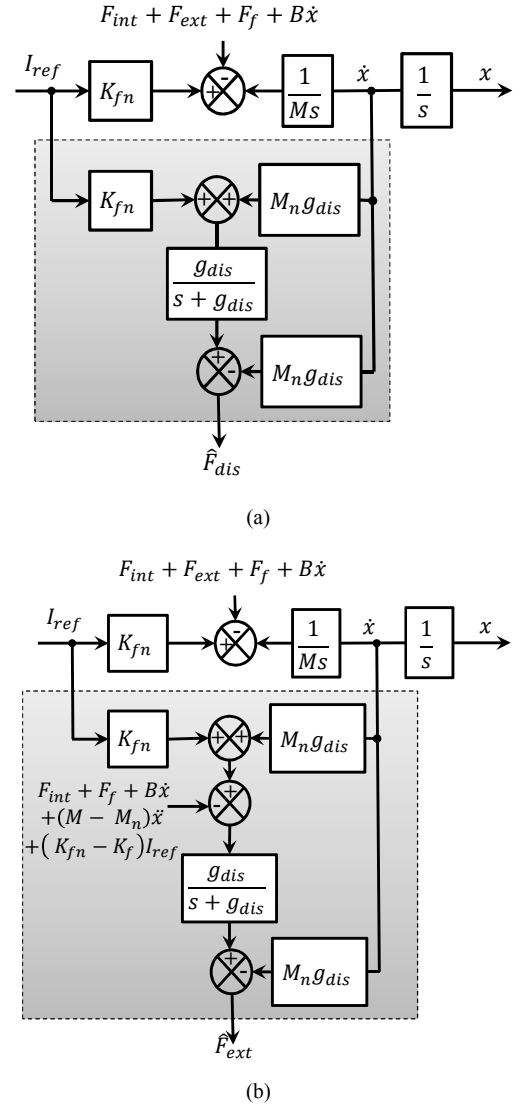 F_int + F_ext + F_f + Bẋ
I_ref
K_fn
+
-
1/Ms
ẋ
1/s
x
K_fn
+
+
M_n g_dis
g_dis/(s + g_dis)
+
-
M_n g_dis
F̂_dis
(a)
F_int + F_ext + F_f + Bẋ
I_ref
K_fn
+
-
1/Ms
ẋ
1/s
x
K_fn
+
+
M_n g_dis
F_int + F_f + Bẋ
+(M − M_n)ẍ
+( K_fn − K_f)I_ref
-
+
g_dis/(s + g_dis)
+
-
M_n g_dis
F̂_ext
(b)